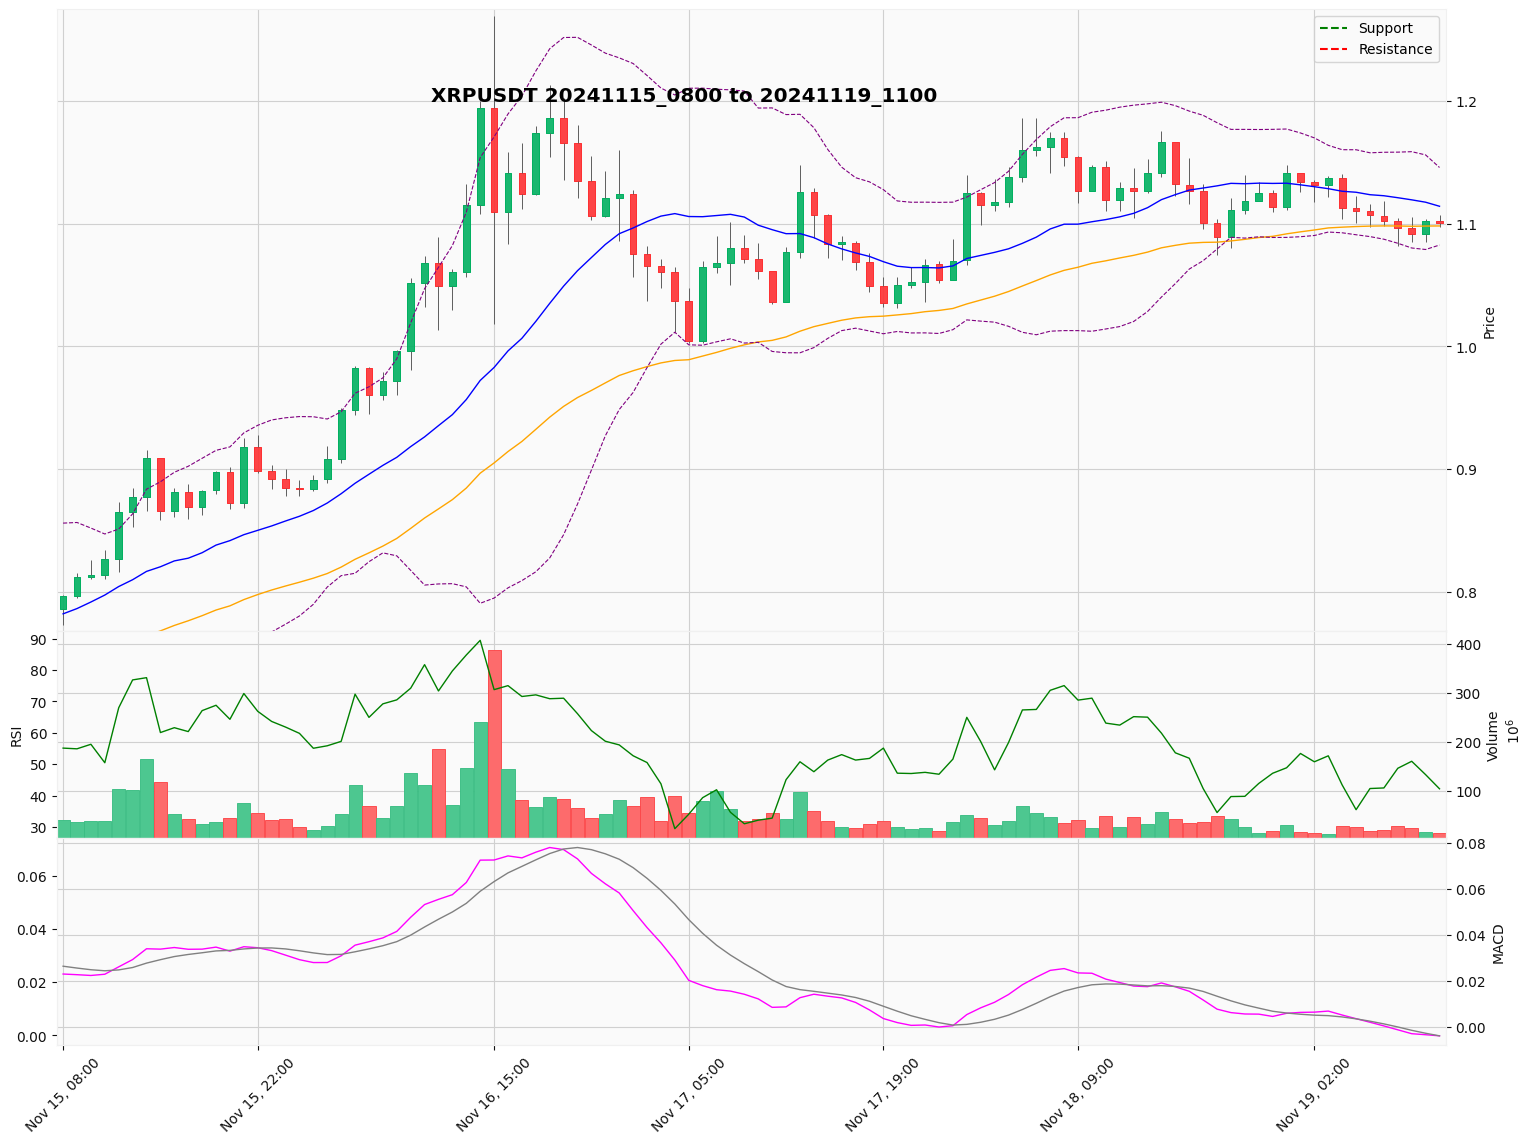 XRPUSDT 20241115_0800 to 20241119_1100
Support
Resistance
1.2
1.1
1.0
0.9
0.8
Price
90
80
70
60
50
40
30
RSI
400
300
200
100
Volume
10^6
0.06
0.04
0.02
0.00
0.08
0.06
0.04
0.02
0.00
MACD
Nov 15, 08:00
Nov 15, 22:00
Nov 16, 15:00
Nov 17, 05:00
Nov 17, 19:00
Nov 18, 09:00
Nov 19, 02:00